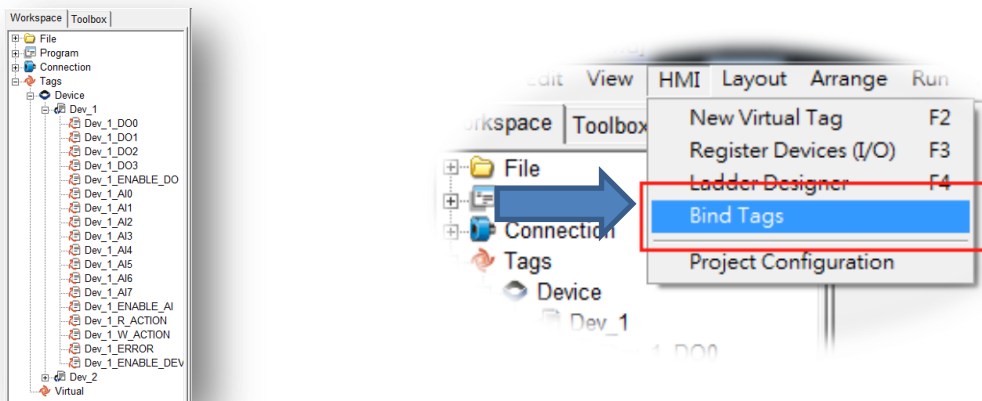 Workspace Toolbox
File
Program
Connection
Tags
Device
Dev_1
Dev_1_DO0
Dev_1_DO1
Dev_1_DO2
Dev_1_DO3
Dev_1_ENABLE_DO
Dev_1_AI0
Dev_1_AI1
Dev_1_AI2
Dev_1_AI3
Dev_1_AI4
Dev_1_AI5
Dev_1_AI6
Dev_1_AI7
Dev_1_ENABLE_AI
Dev_1_R_ACTION
Dev_1_W_ACTION
Dev_1_ERROR
Dev_1_ENABLE_DEV
Dev_2
Virtual
View HMI Layout Arrange Run
Toolbox
New Virtual Tag F2
Register Devices (I/O) F3
Ladder Designer F4
Bind Tags
Project Configuration
File
Connection
Tags
Device
Dev_1